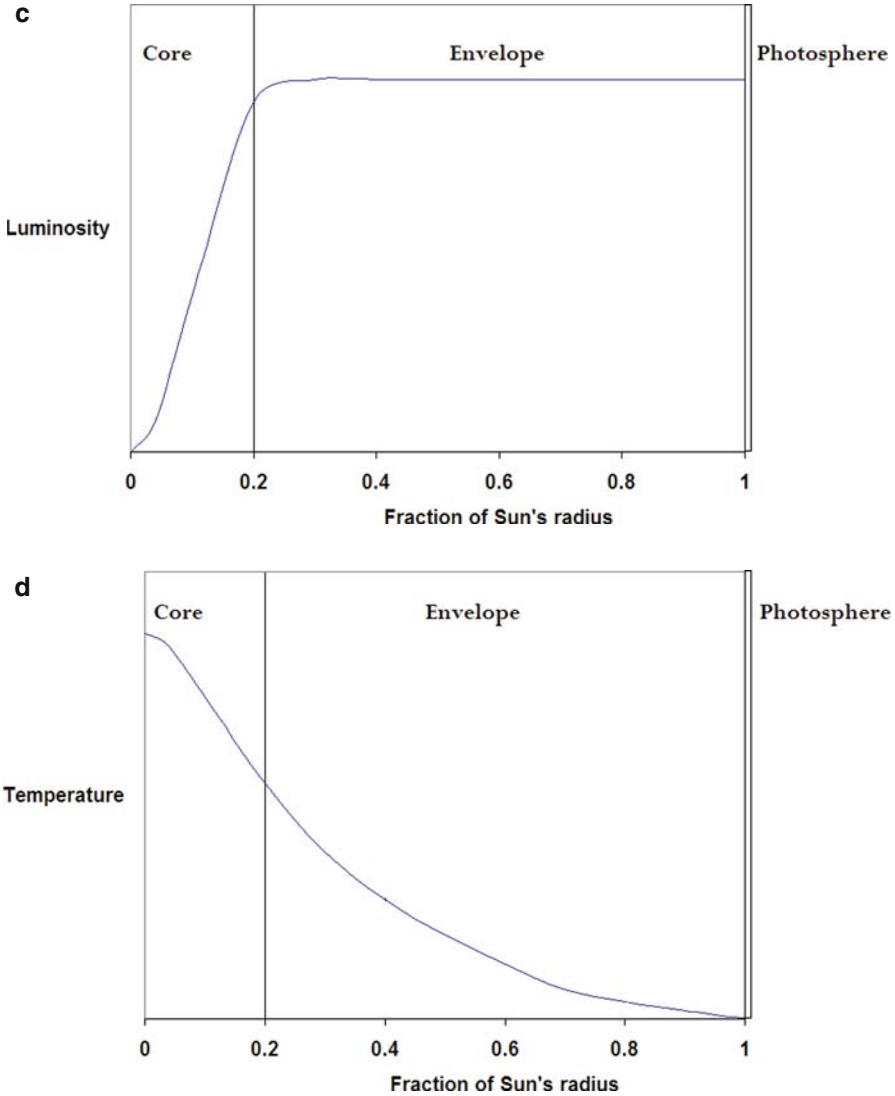 c
Core Envelope Photosphere
Luminosity
0 0.2 0.4 0.6 0.8 1
Fraction of Sun's radius
d
Core Envelope Photosphere
Temperature
0 0.2 0.4 0.6 0.8 1
Fraction of Sun's radius